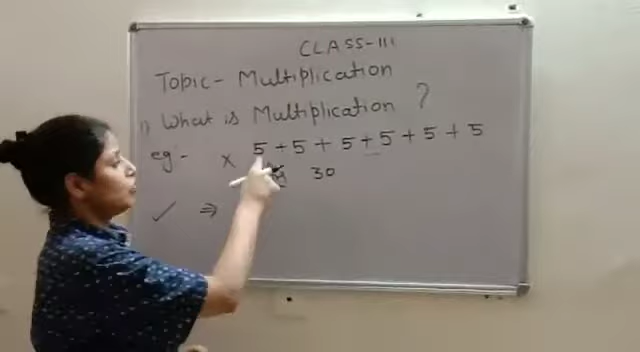 CLASS-III
Topic- Multiplication
1) What is Multiplication ?
eg:- x 5 +5 + 5 + 5 + 5 + 5
30
✓ ⇒